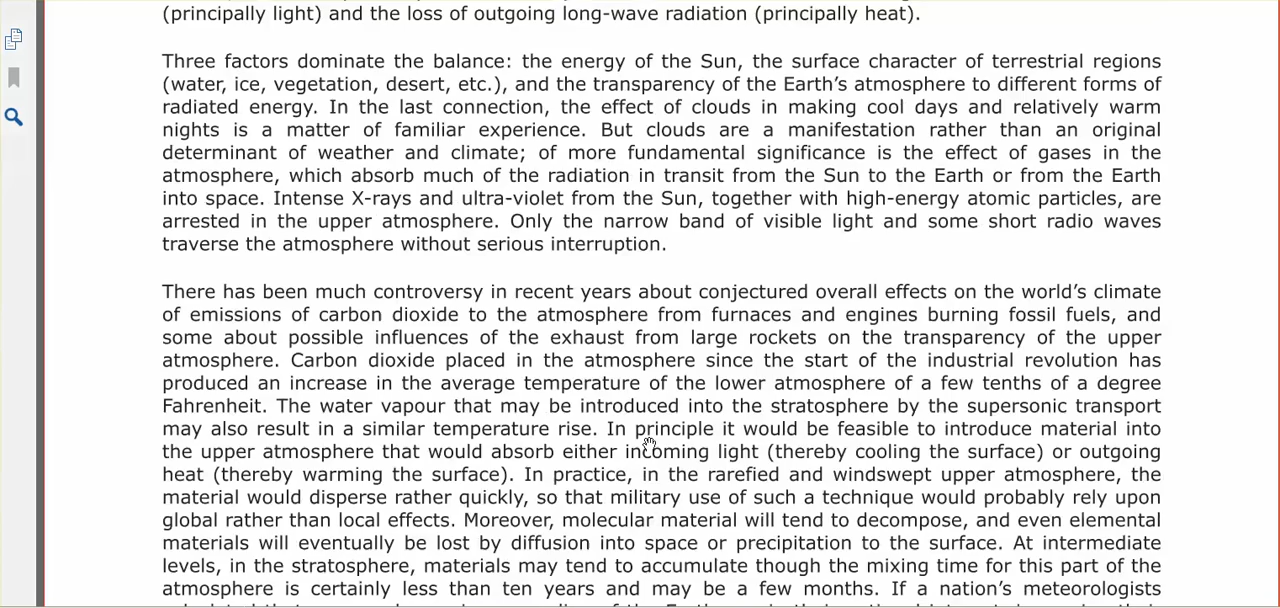 (principally light) and the loss of outgoing long-wave radiation (principally heat).
Three factors dominate the balance: the energy of the Sun, the surface character of terrestrial regions
(water, ice, vegetation, desert, etc.), and the transparency of the Earth’s atmosphere to different forms of
radiated energy. In the last connection, the effect of clouds in making cool days and relatively warm
nights is a matter of familiar experience. But clouds are a manifestation rather than an original
determinant of weather and climate; of more fundamental significance is the effect of gases in the
atmosphere, which absorb much of the radiation in transit from the Sun to the Earth or from the Earth
into space. Intense X-rays and ultra-violet from the Sun, together with high-energy atomic particles, are
arrested in the upper atmosphere. Only the narrow band of visible light and some short radio waves
traverse the atmosphere without serious interruption.
There has been much controversy in recent years about conjectured overall effects on the world’s climate
of emissions of carbon dioxide to the atmosphere from furnaces and engines burning fossil fuels, and
some about possible influences of the exhaust from large rockets on the transparency of the upper
atmosphere. Carbon dioxide placed in the atmosphere since the start of the industrial revolution has
produced an increase in the average temperature of the lower atmosphere of a few tenths of a degree
Fahrenheit. The water vapour that may be introduced into the stratosphere by the supersonic transport
may also result in a similar temperature rise. In principle it would be feasible to introduce material into
the upper atmosphere that would absorb either incoming light (thereby cooling the surface) or outgoing
heat (thereby warming the surface). In practice, in the rarefied and windswept upper atmosphere, the
material would disperse rather quickly, so that military use of such a technique would probably rely upon
global rather than local effects. Moreover, molecular material will tend to decompose, and even elemental
materials will eventually be lost by diffusion into space or precipitation to the surface. At intermediate
levels, in the stratosphere, materials may tend to accumulate though the mixing time for this part of the
atmosphere is certainly less than ten years and may be a few months. If a nation’s meteorologists